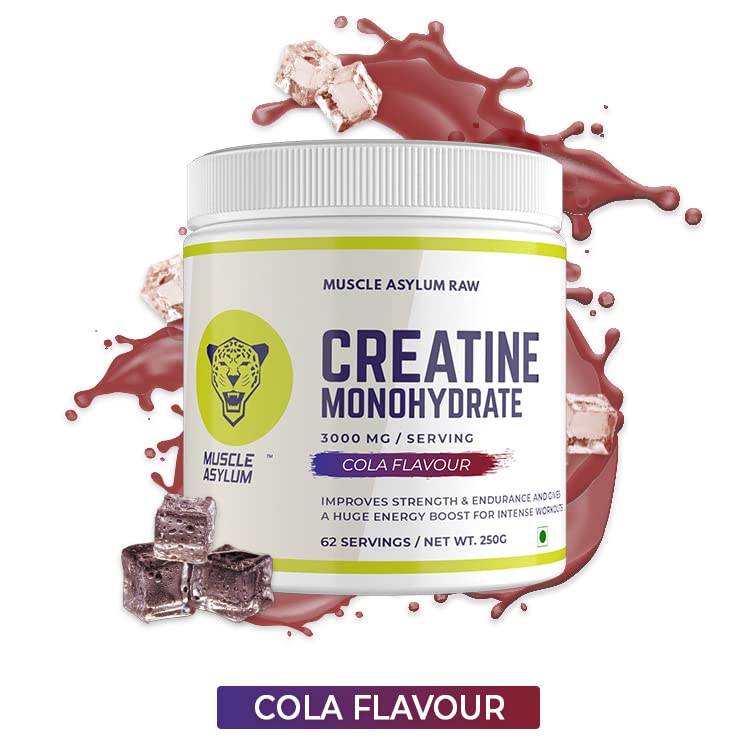 MUSCLE ASYLUM RAW
CREATINE
MONOHYDRATE
3000 MG / SERVING
COLA FLAVOUR
MUSCLE ™
ASYLUM
IMPROVES STRENGTH & ENDURANCE AND GIVES
A HUGE ENERGY BOOST FOR INTENSE WORKOUTS
62 SERVINGS / NET WT. 250G
COLA FLAVOUR